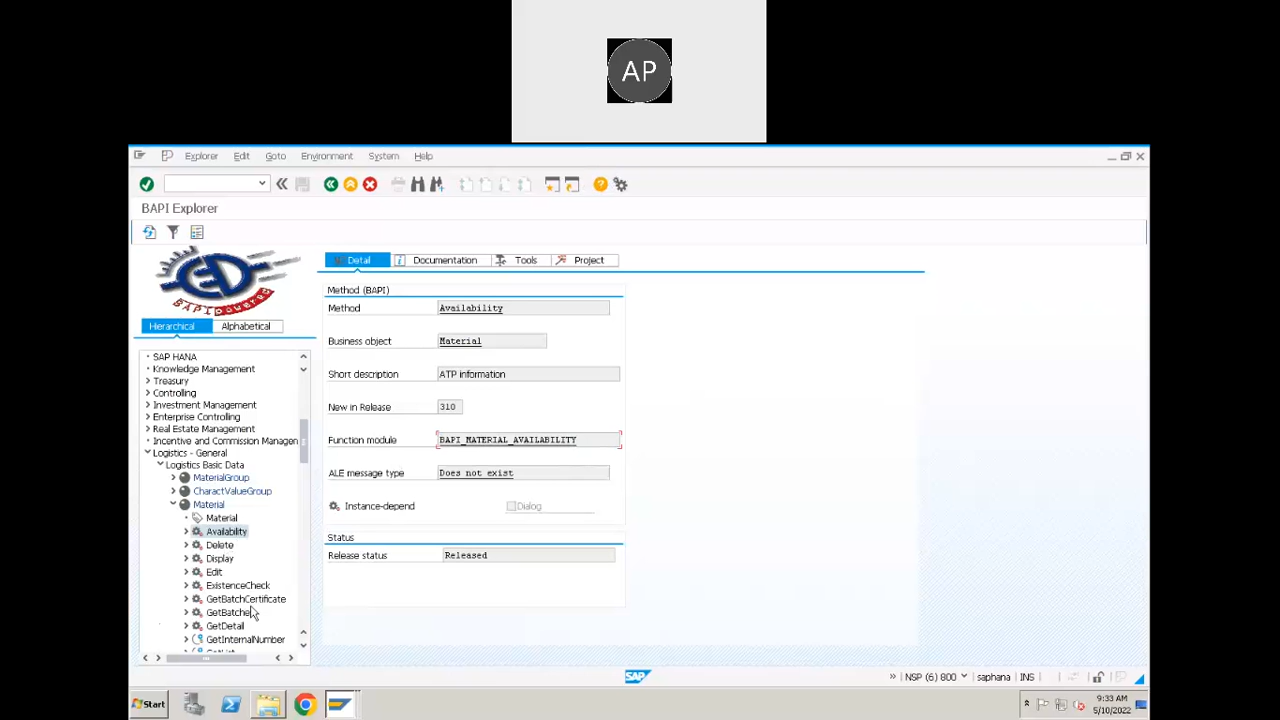 AP
Explorer Edit Goto Environment System Help
BAPI Explorer
BAPI powered
Hierarchical Alphabetical
SAP HANA
Knowledge Management
Treasury
Controlling
Investment Management
Enterprise Controlling
Real Estate Management
Incentive and Commission Managen
Logistics - General
Logistics Basic Data
MaterialGroup
CharactValueGroup
Material
Material
Availability
Delete
Display
Edit
ExistenceCheck
GetBatchCertificate
GetBatche
GetDetail
GetInternalNumber
Detail Documentation Tools Project
Method (BAPI)
Method Availability
Business object Material
Short description ATP information
New in Release 310
Function module BAPI_MATERIAL_AVAILABILITY
ALE message type Does not exist
Instance-depend Dialog
Status
Release status Released
SAP
» NSP (6) 800 saphana INS
Start
9:33 AM
5/10/2022